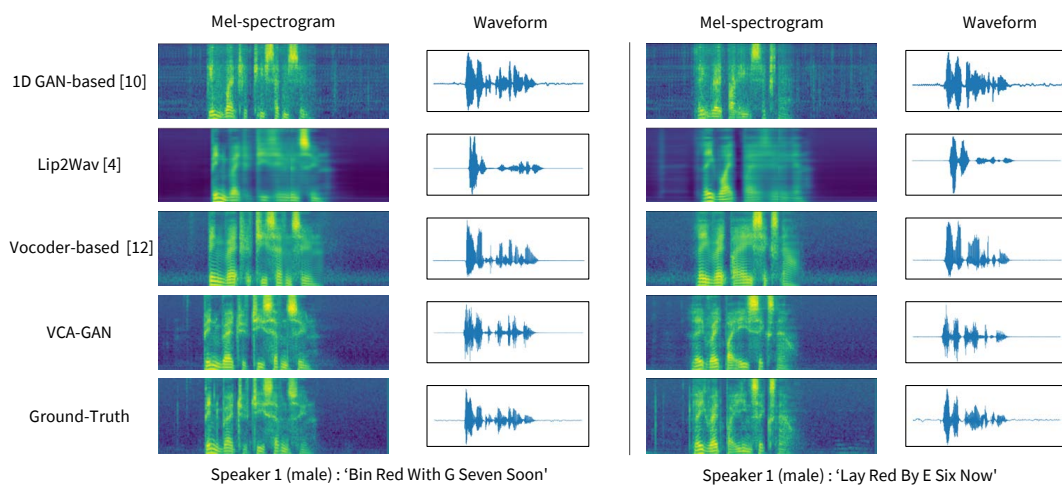 Mel-spectrogram Waveform Mel-spectrogram Waveform
1D GAN-based [10]
Lip2Wav [4]
Vocoder-based [12]
VCA-GAN
Ground-Truth
Speaker 1 (male) : ‘Bin Red With G Seven Soon' Speaker 1 (male) : ‘Lay Red By E Six Now'